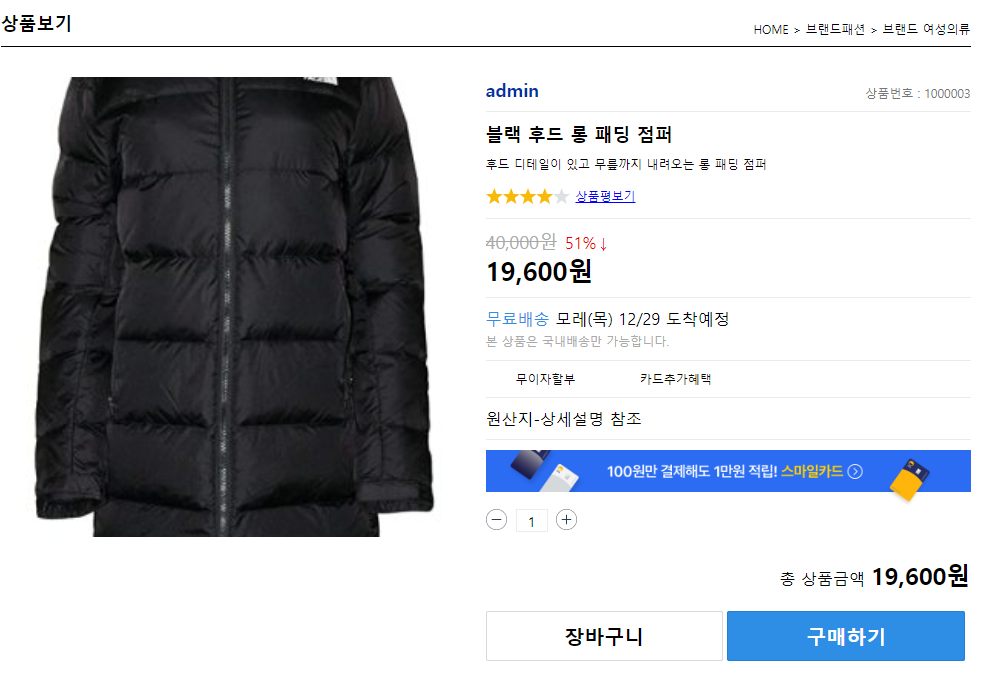 상품보기
HOME > 브랜드패션 > 브랜드 여성의류
admin
상품번호 : 1000003
블랙 후드 롱 패딩 점퍼
후드 디테일이 있고 무릎까지 내려오는 롱 패딩 점퍼
상품평보기
40,000원 51%↓
19,600원
무료배송 모레(목) 12/29 도착예정
본 상품은 국내배송만 가능합니다.
무이자할부 카드추가혜택
원산지-상세설명 참조
100원만 결제해도 1만원 적립! 스마일카드
1
총 상품금액 19,600원
장바구니
구매하기